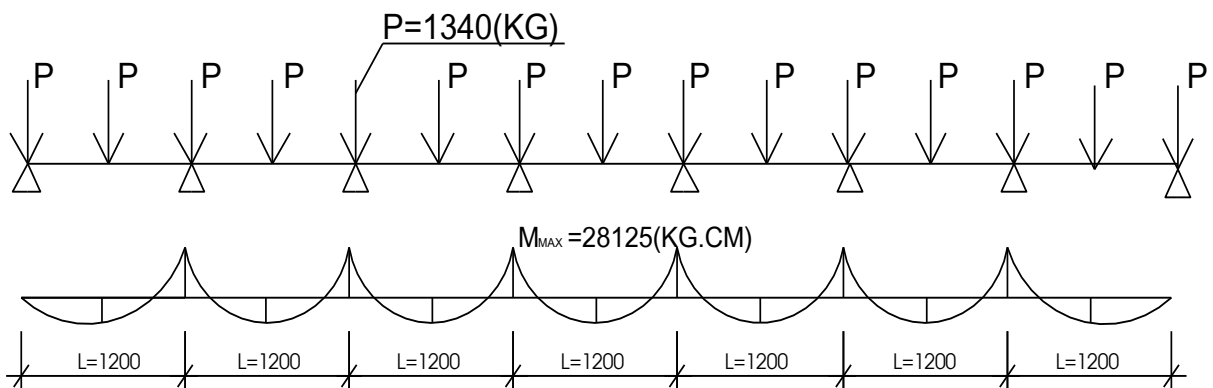 P=1340(KG)
P P P P P P P P P P P P P P P
MMAX =28125(KG.CM)
L=1200 L=1200 L=1200 L=1200 L=1200 L=1200 L=1200